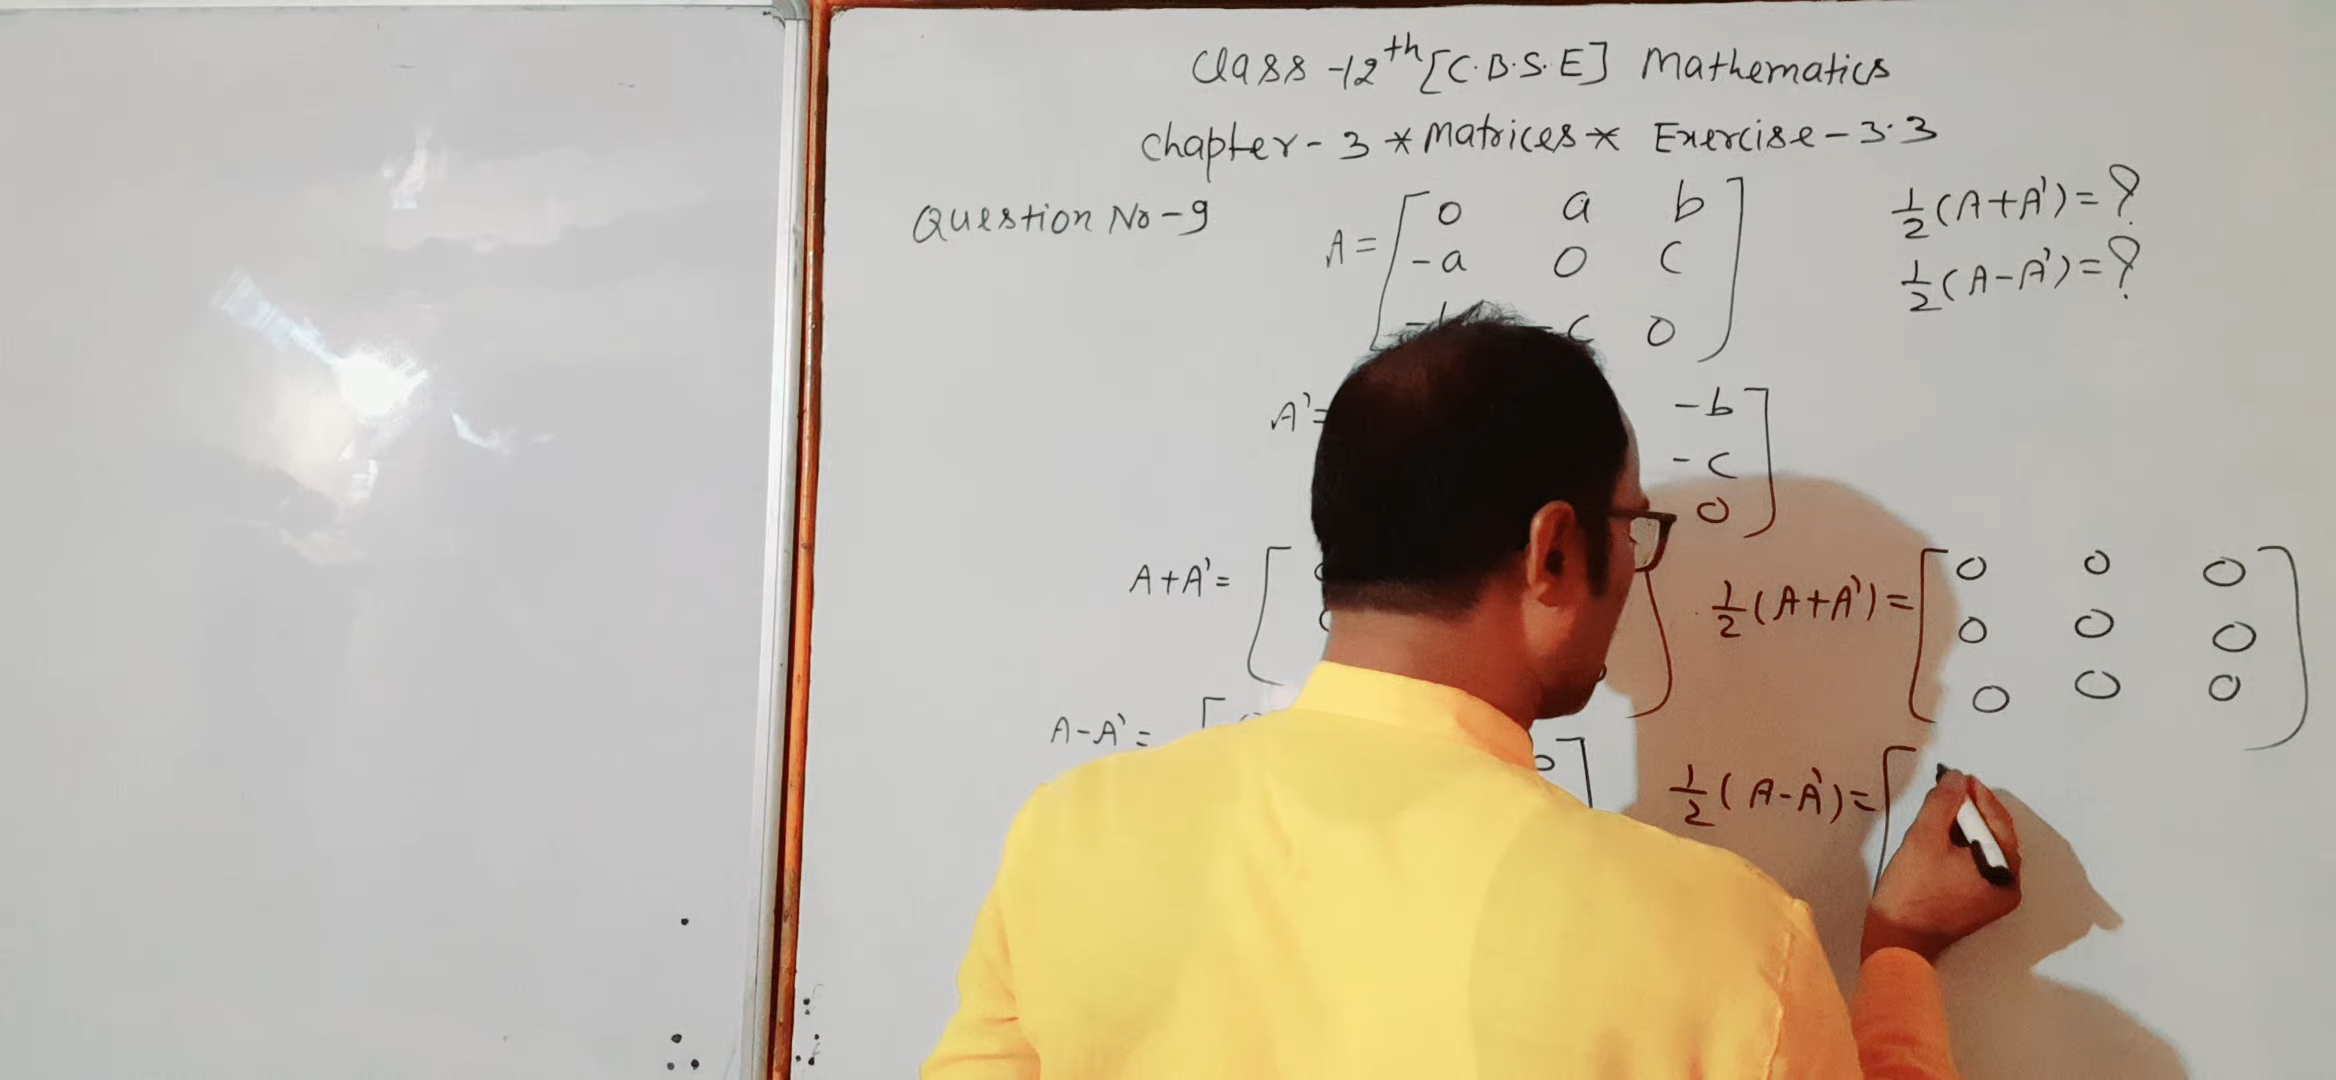 Class -12th [C.B.S.E] Mathematics
Chapter- 3 * Matrices * Exercise - 3.3
Question No - 9
A = [ 0 a b
-a 0 c
-c 0 ]
1/2 (A+A') = ?
1/2 (A-A') = ?
A' =
-b ]
-c
0
A+A' = [
1/2 (A+A') = [ 0 0 0
0 0 0
0 0 0 ]
A-A' = [
]
1/2 (A-A') = [